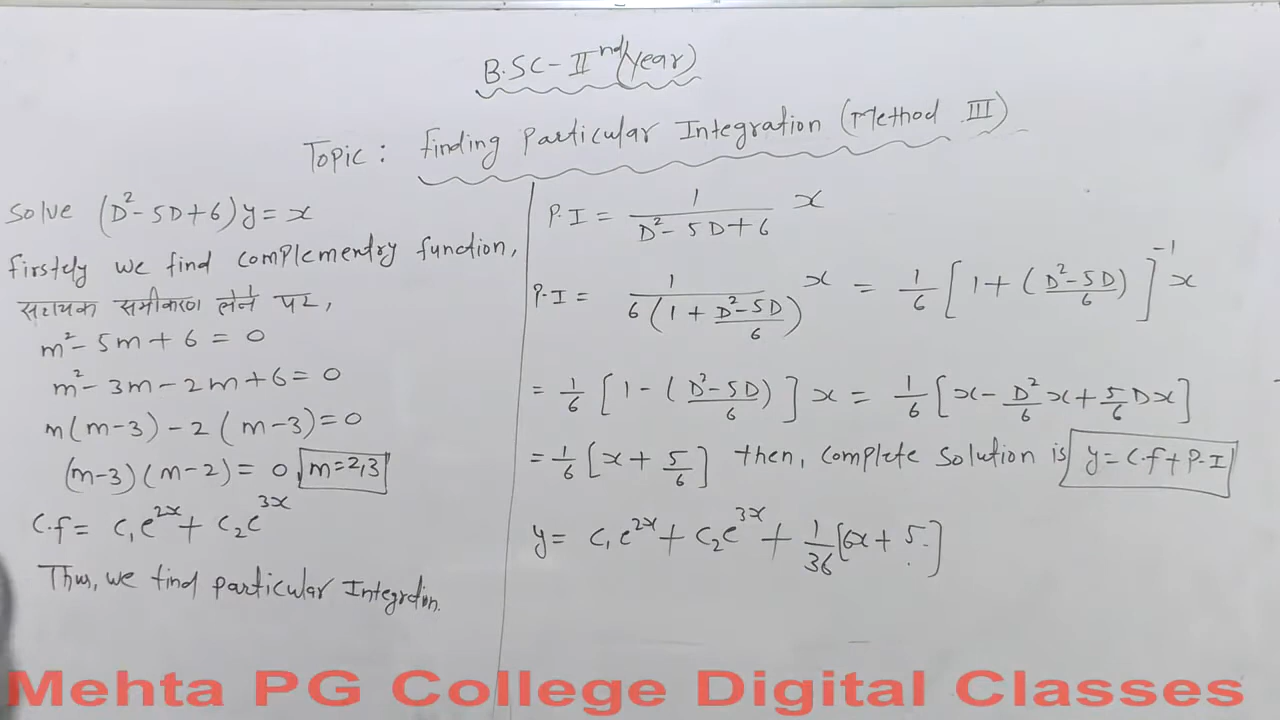 B.SC - IInd (Year)
Topic : Finding Particular Integration (Method III)
Solve (D² - 5D + 6) y = x
firstely we find complementry function,
सहायक समीकरण लेने पर,
m² - 5m + 6 = 0
m² - 3m - 2m + 6 = 0
m(m-3) - 2(m-3) = 0
(m-3)(m-2) = 0, m=2,3
C.f = c₁e^2x + c₂e^3x
Thus, we find particular Integration.
P.I = 1/(D² - 5D + 6) x
P.I = 1/(6(1 + (D² - 5D)/6)) x = 1/6 [1 + ((D² - 5D)/6)]^-1 x
= 1/6 [1 - ((D² - 5D)/6)] x = 1/6 [x - D²/6 x + 5/6 Dx]
= 1/6 [x + 5/6] then, complete solution is y = C.f + P.I
y = c₁e^2x + c₂e^3x + 1/36 [6x + 5.]
Mehta PG College Digital Classes